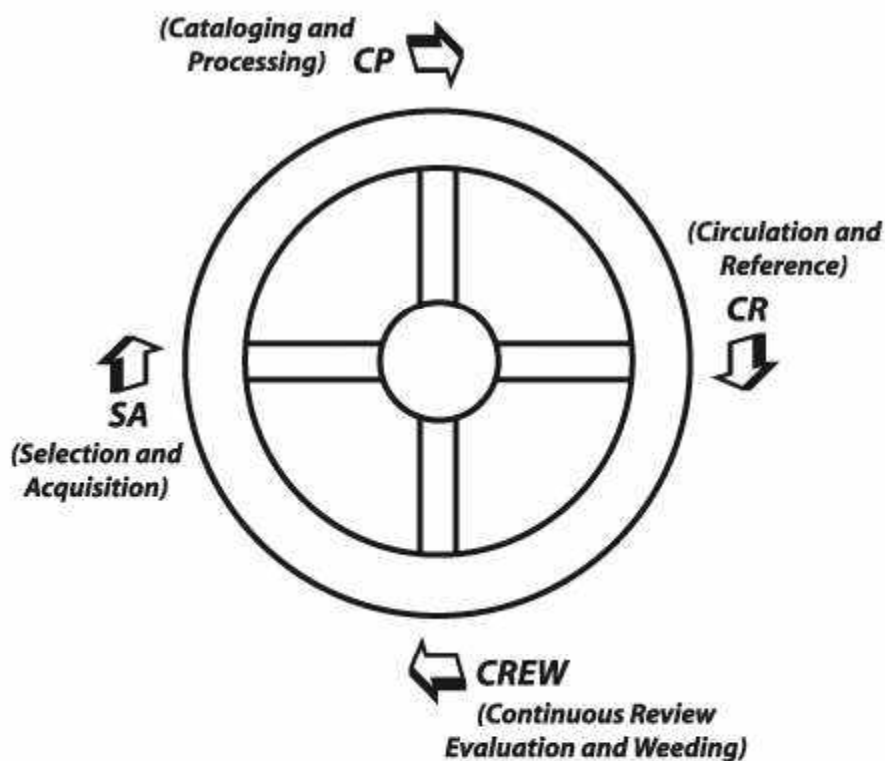 (Cataloging and
Processing) CP
(Circulation and
Reference)
CR
SA
(Selection and
Acquisition)
CREW
(Continuous Review
Evaluation and Weeding)